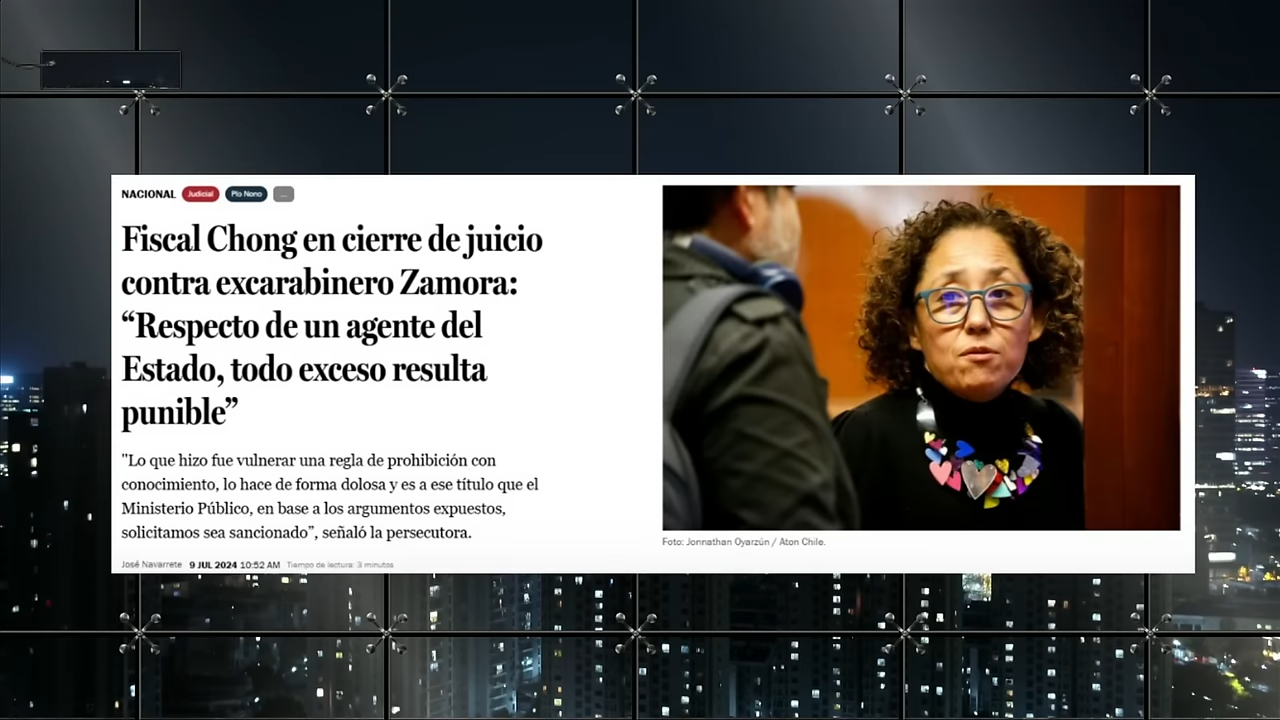 NACIONAL Judicial Pío Nono ...
Fiscal Chong en cierre de juicio
contra excarabinero Zamora:
“Respecto de un agente del
Estado, todo exceso resulta
punible”
"Lo que hizo fue vulnerar una regla de prohibición con
conocimiento, lo hace de forma dolosa y es a ese título que el
Ministerio Público, en base a los argumentos expuestos,
solicitamos sea sancionado”, señaló la persecutora.
José Navarrete 9 JUL 2024 10:52 AM Tiempo de lectura: 3 minutos
Foto: Jonnathan Oyarzún / Aton Chile.